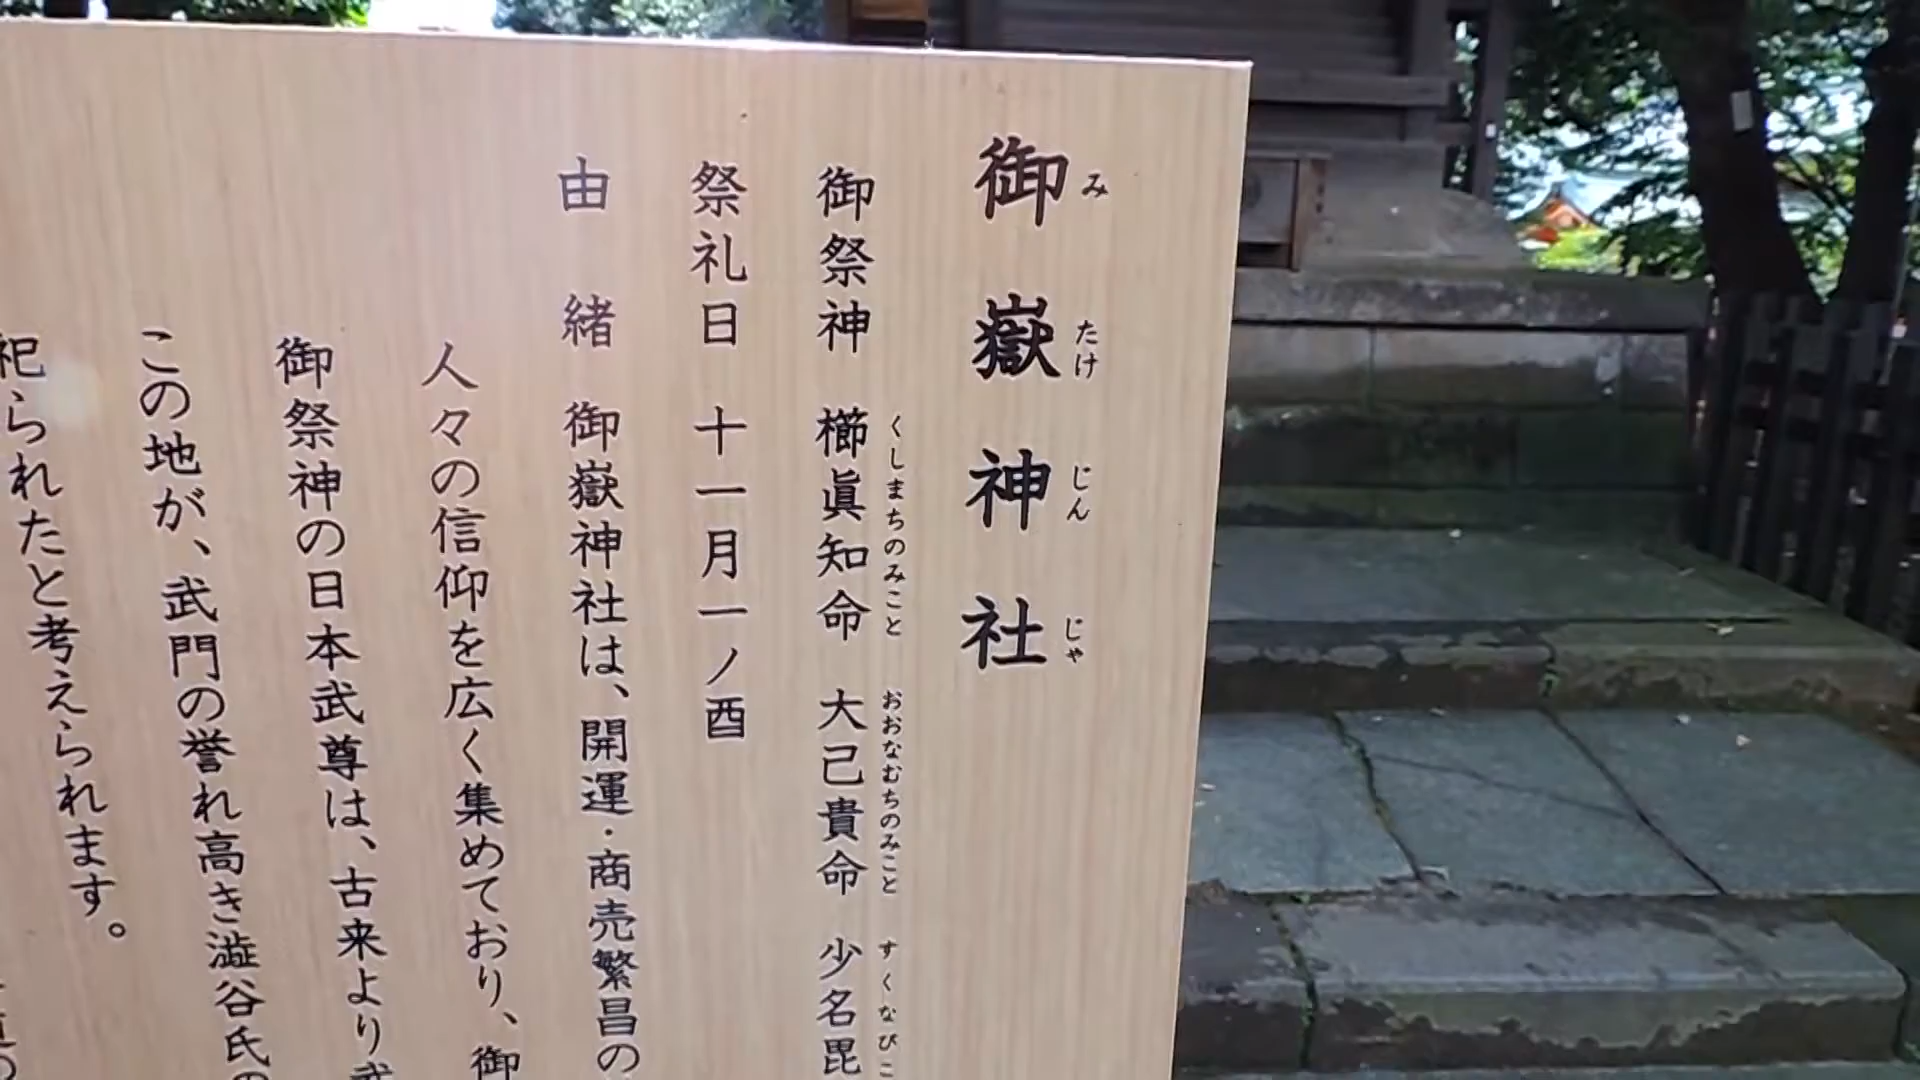 御嶽神社
みたけじんじゃ
御祭神 櫛眞知命 大己貴命 少名毘
くしまちのみこと おおなむちのみこと すくなびこ
祭礼日 十一月一ノ酉
由緒 御嶽神社は、開運・商売繁昌の
人々の信仰を広く集めており、御
御祭神の日本武尊は、古来より武
この地が、武門の誉れ高き澁谷氏の
祀られたと考えられます。